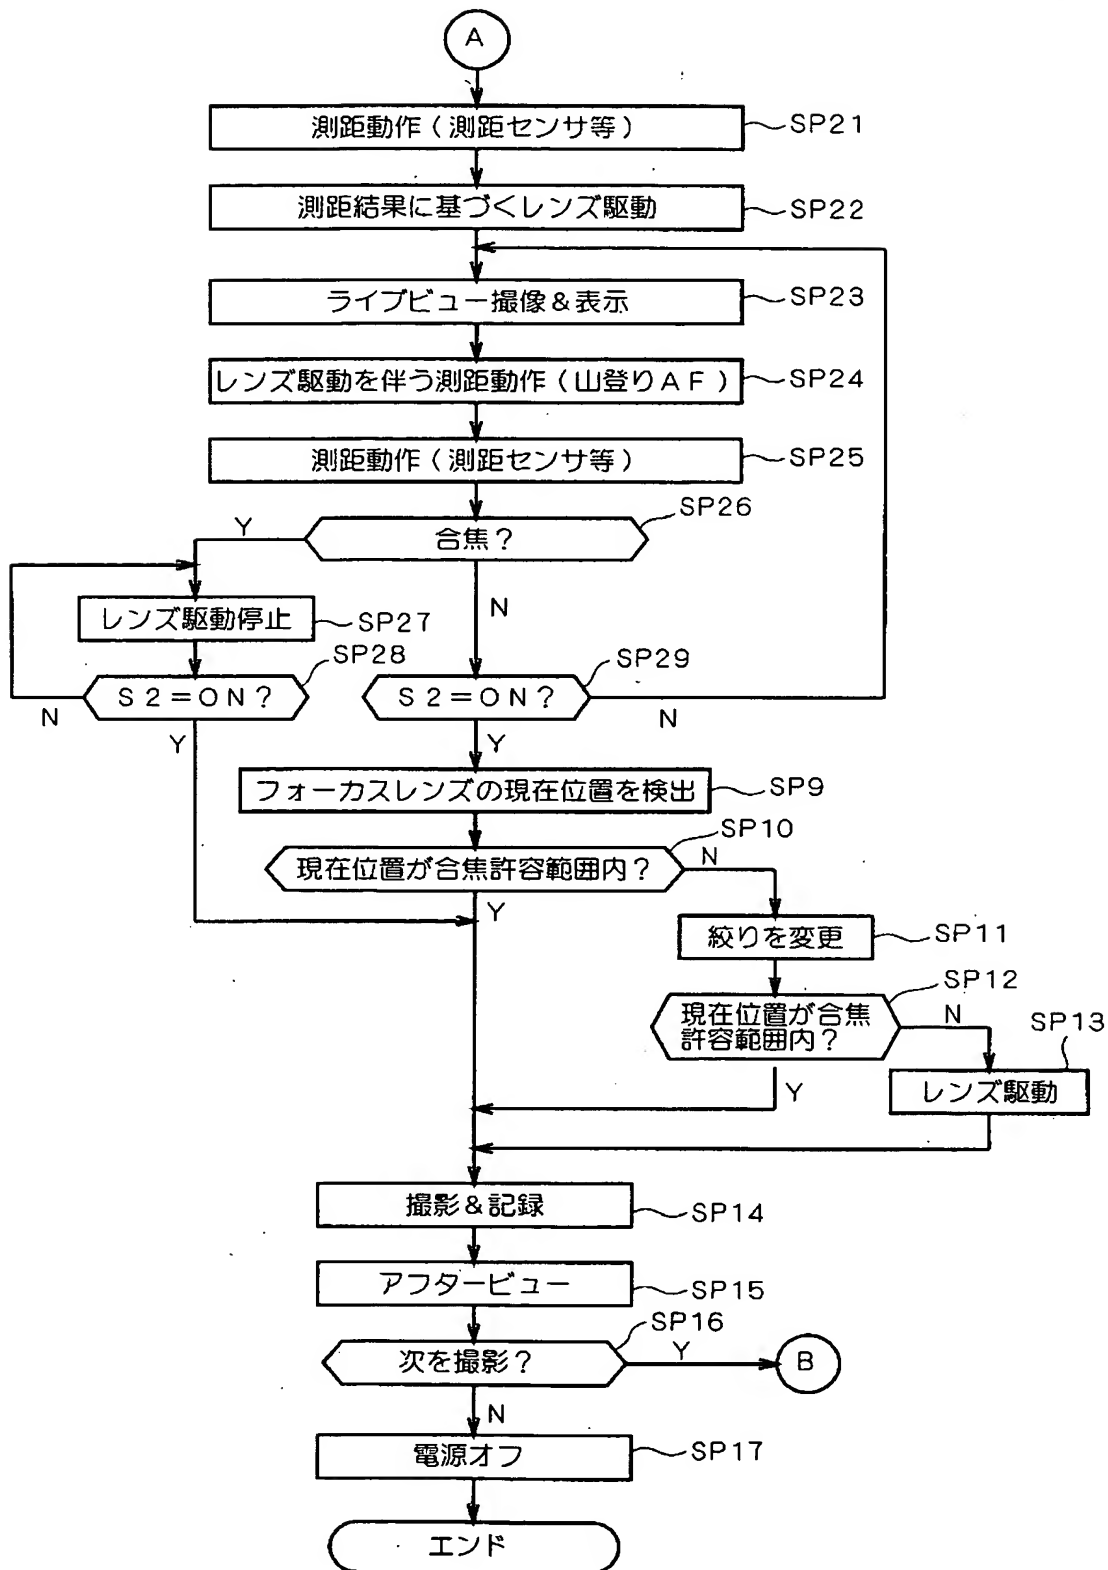 A
測距動作（測距センサ等）
SP21
測距結果に基づくレンズ駆動
SP22
ライブビュー撮像＆表示
SP23
レンズ駆動を伴う測距動作（山登りＡＦ）
SP24
測距動作（測距センサ等）
SP25
合焦？
SP26
Y
N
レンズ駆動停止
SP27
Ｓ２＝ＯＮ？
SP28
N
Y
Ｓ２＝ＯＮ？
SP29
N
Y
フォーカスレンズの現在位置を検出
SP9
現在位置が合焦許容範囲内？
SP10
N
Y
絞りを変更
SP11
現在位置が合焦
許容範囲内？
SP12
N
Y
レンズ駆動
SP13
撮影＆記録
SP14
アフタービュー
SP15
次を撮影？
SP16
Y
B
N
電源オフ
SP17
エンド